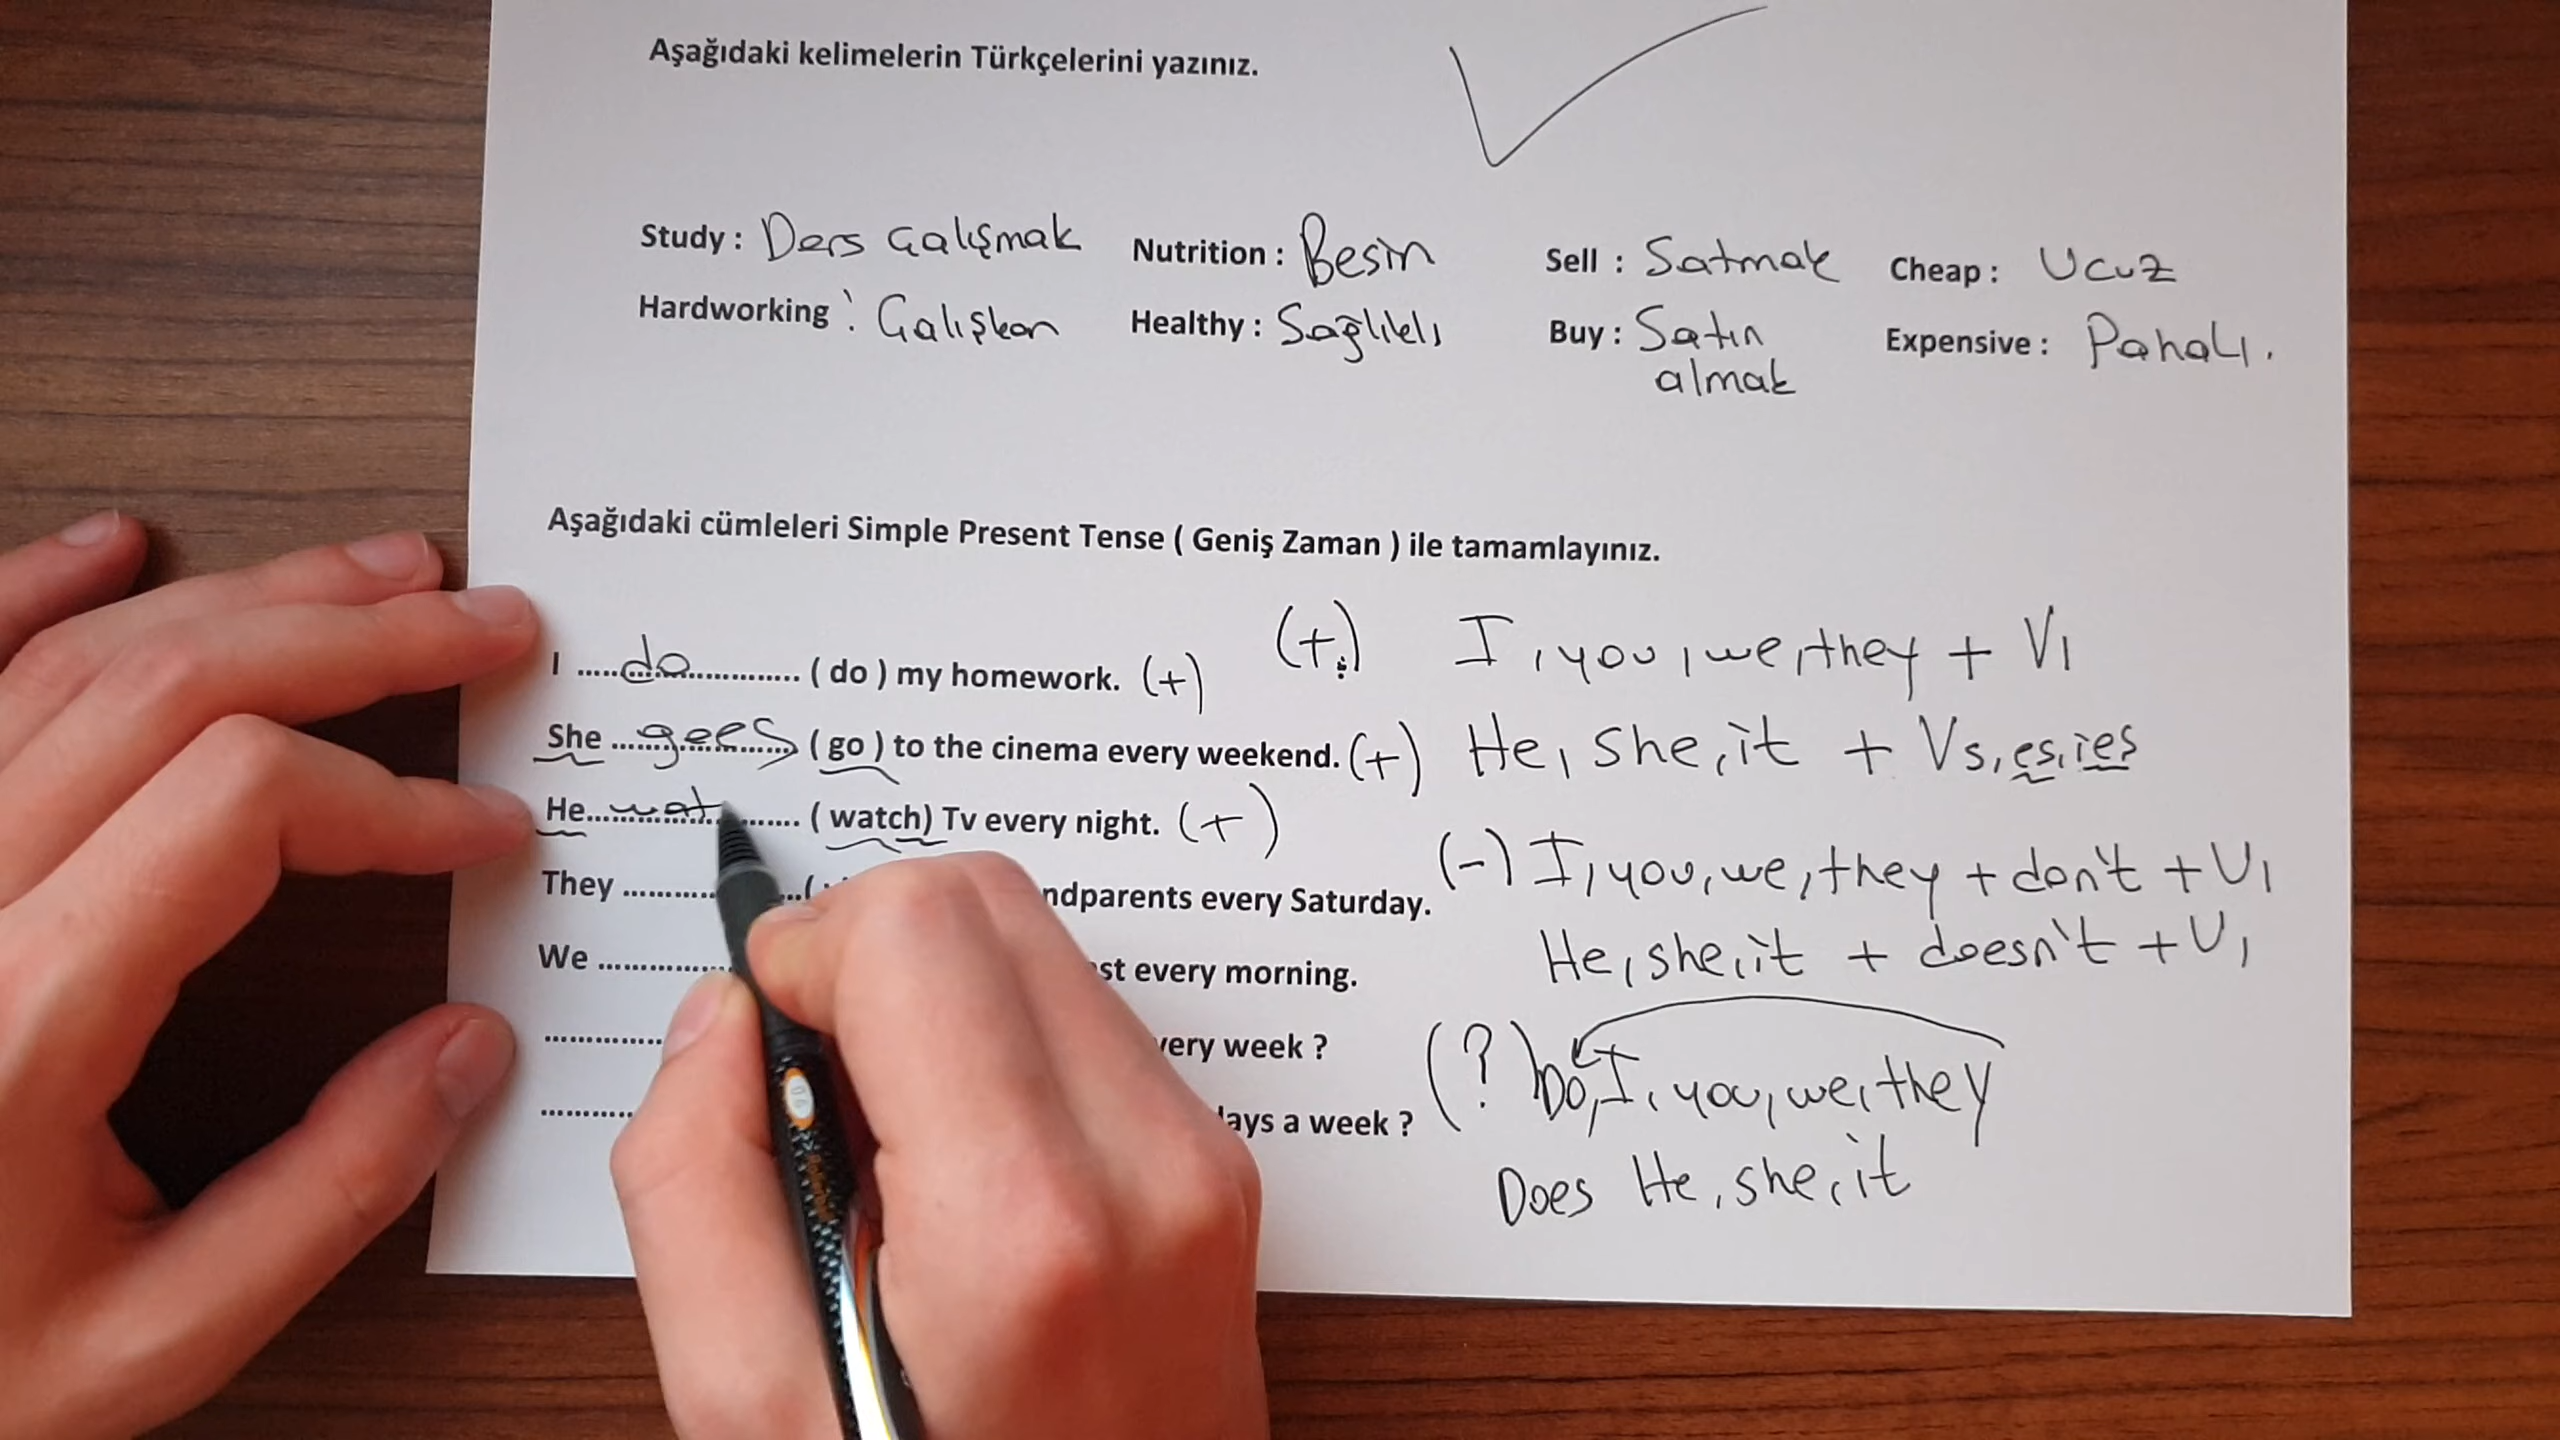 Aşağıdaki kelimelerin Türkçelerini yazınız.
Study : Ders Çalışmak Nutrition : Besin Sell : Satmak Cheap : Ucuz
Hardworking : Çalışkan Healthy : Sağlıklı Buy : Satın almak Expensive : Pahalı.
Aşağıdaki cümleleri Simple Present Tense ( Geniş Zaman ) ile tamamlayınız.
I .....do............. ( do ) my homework. (+) (+) I, you, we, they + V1
She ...goes... ( go ) to the cinema every weekend. (+) He, she, it + Vs, es, ies
He...wat... ( watch) Tv every night. (+)
They ............ ( ndparents every Saturday. (-) I, you, we, they + don't + V1
We ............... st every morning. He, she, it + doesn't + V1
............... very week ? (?) Do, I, you, we, they
............ days a week ? Does He, she, it